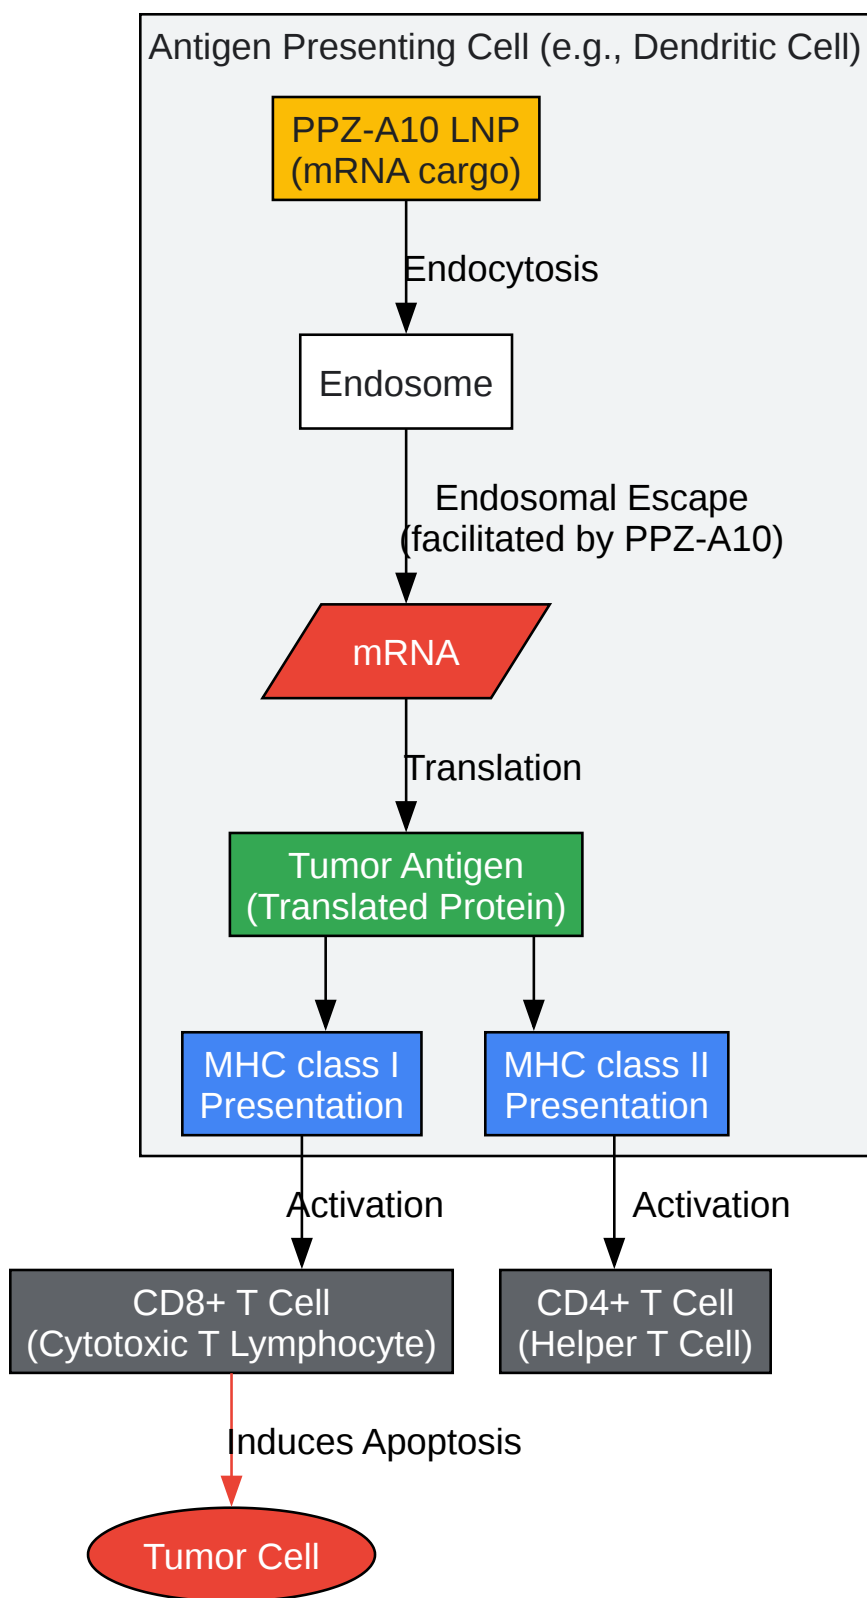 Antigen Presenting Cell (e.g., Dendritic Cell)
PPZ-A10 LNP
(mRNA cargo)
Endocytosis
Endosome
Endosomal Escape
(facilitated by PPZ-A10)
mRNA
Translation
Tumor Antigen
(Translated Protein)
MHC class I
Presentation
MHC class II
Presentation
Activation
Activation
CD8+ T Cell
(Cytotoxic T Lymphocyte)
CD4+ T Cell
(Helper T Cell)
Induces Apoptosis
Tumor Cell